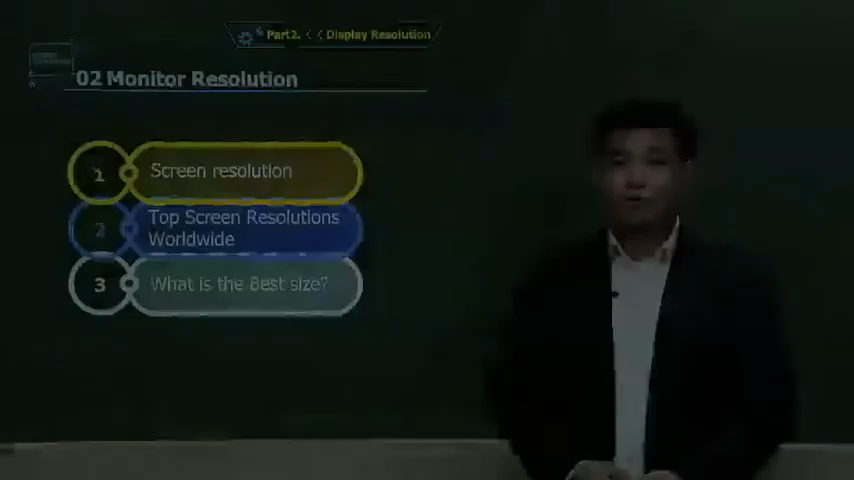 Part2. < < Display Resolution
02 Monitor Resolution
1 Screen resolution
2 Top Screen Resolutions
Worldwide
3 What is the Best size?